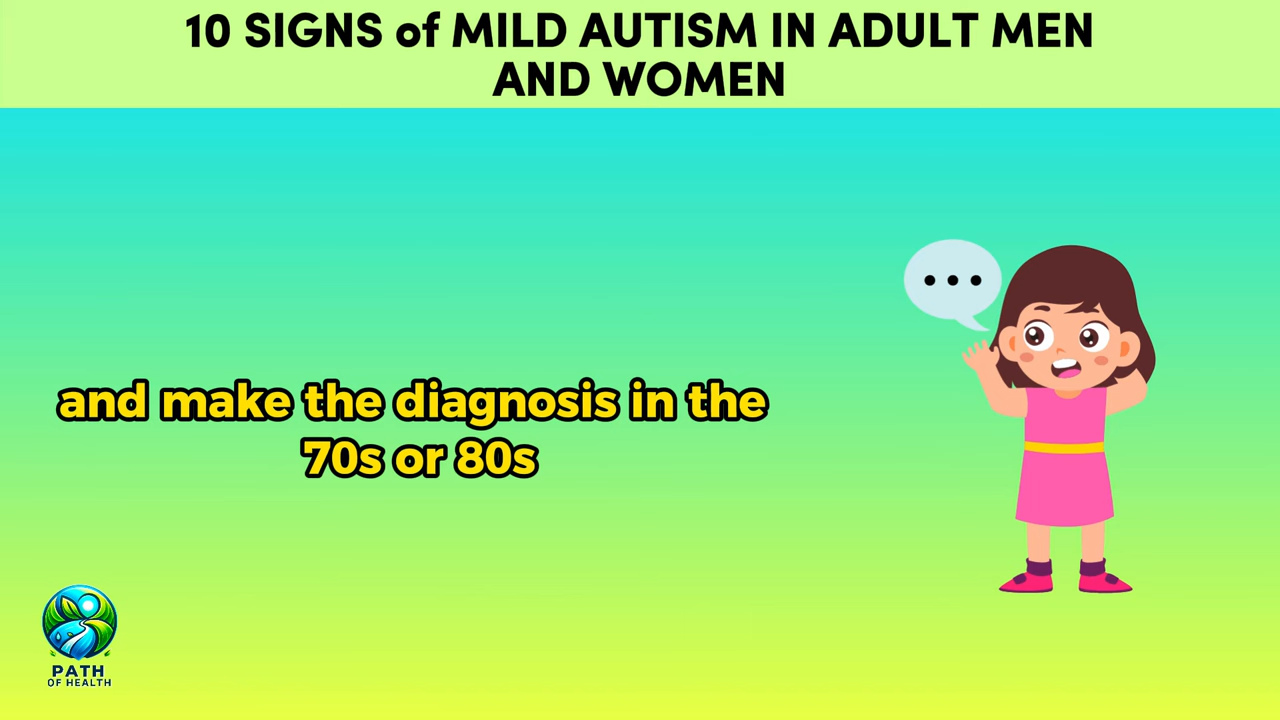 10 SIGNS of MILD AUTISM IN ADULT MEN
AND WOMEN
and make the diagnosis in the
70s or 80s
PATH
OF HEALTH